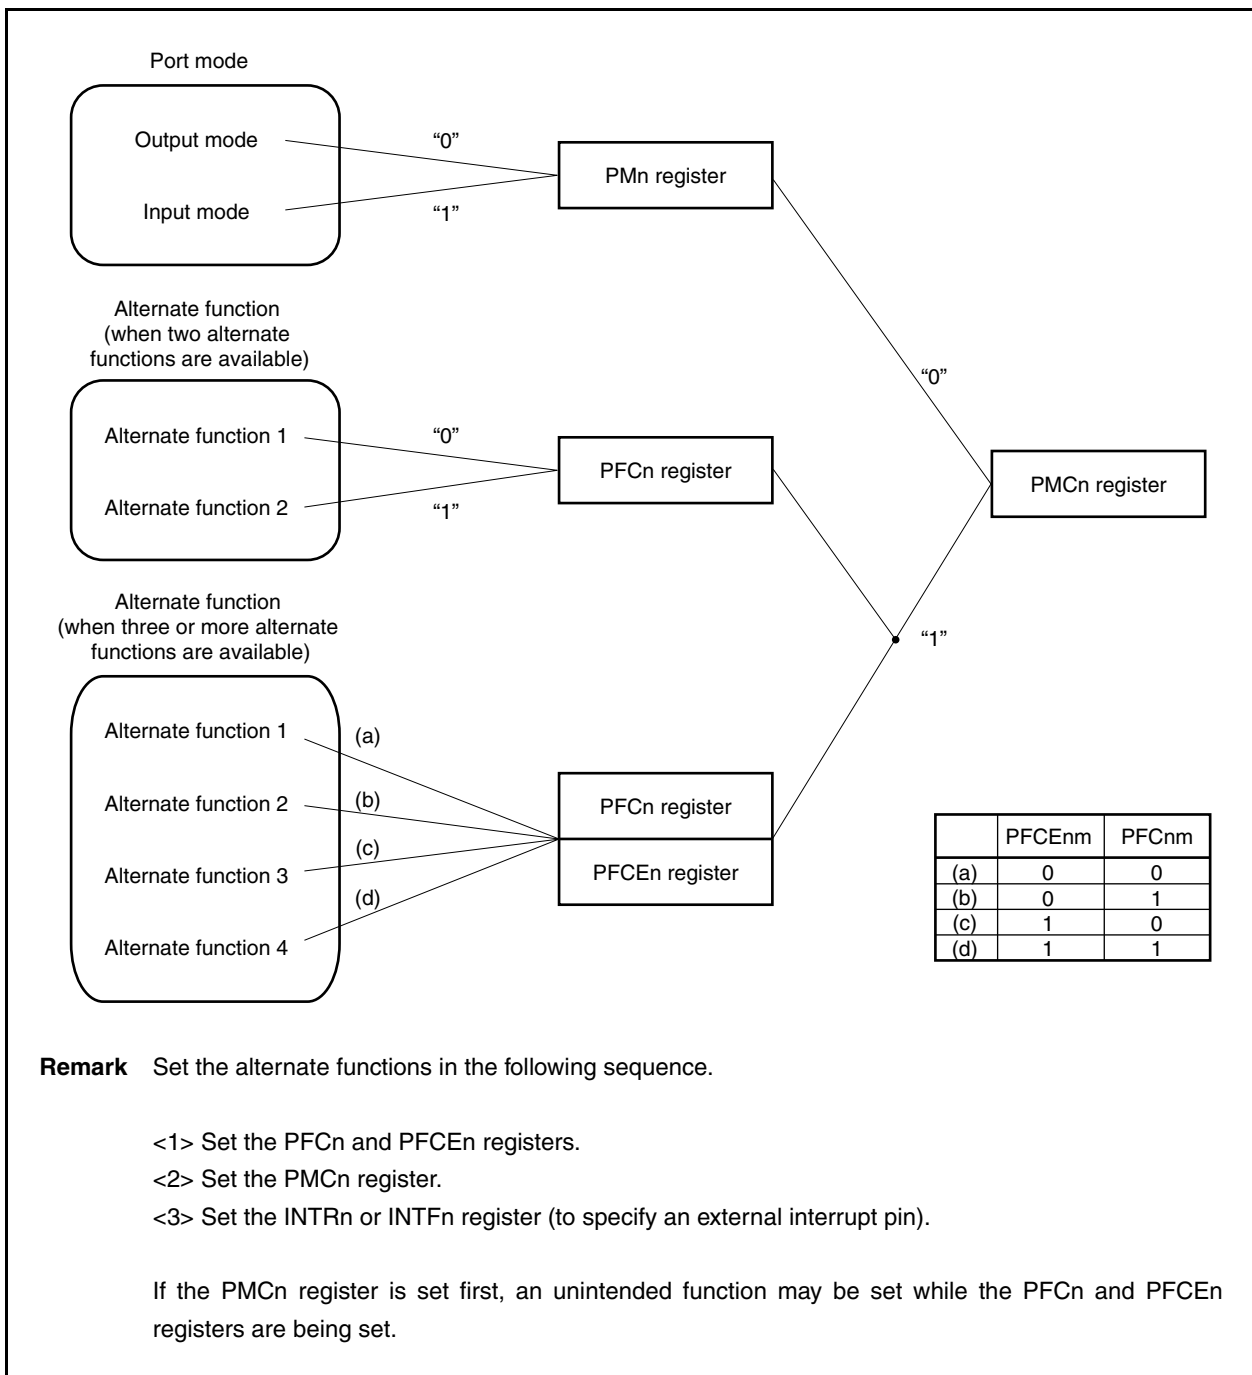 Port mode
Output mode
“0”
Input mode
“1”
PMn register
Alternate function
(when two alternate
functions are available)
“0”
Alternate function 1
“0”
Alternate function 2
“1”
PFCn register
PMCn register
Alternate function
(when three or more alternate
functions are available)
“1”
Alternate function 1
(a)
Alternate function 2
(b)
Alternate function 3
(c)
Alternate function 4
(d)
PFCn register
PFCEn register
PFCEnm PFCnm
(a) 0 0
(b) 0 1
(c) 1 0
(d) 1 1
Remark Set the alternate functions in the following sequence.
<1> Set the PFCn and PFCEn registers.
<2> Set the PMCn register.
<3> Set the INTRn or INTFn register (to specify an external interrupt pin).
If the PMCn register is set first, an unintended function may be set while the PFCn and PFCEn
registers are being set.